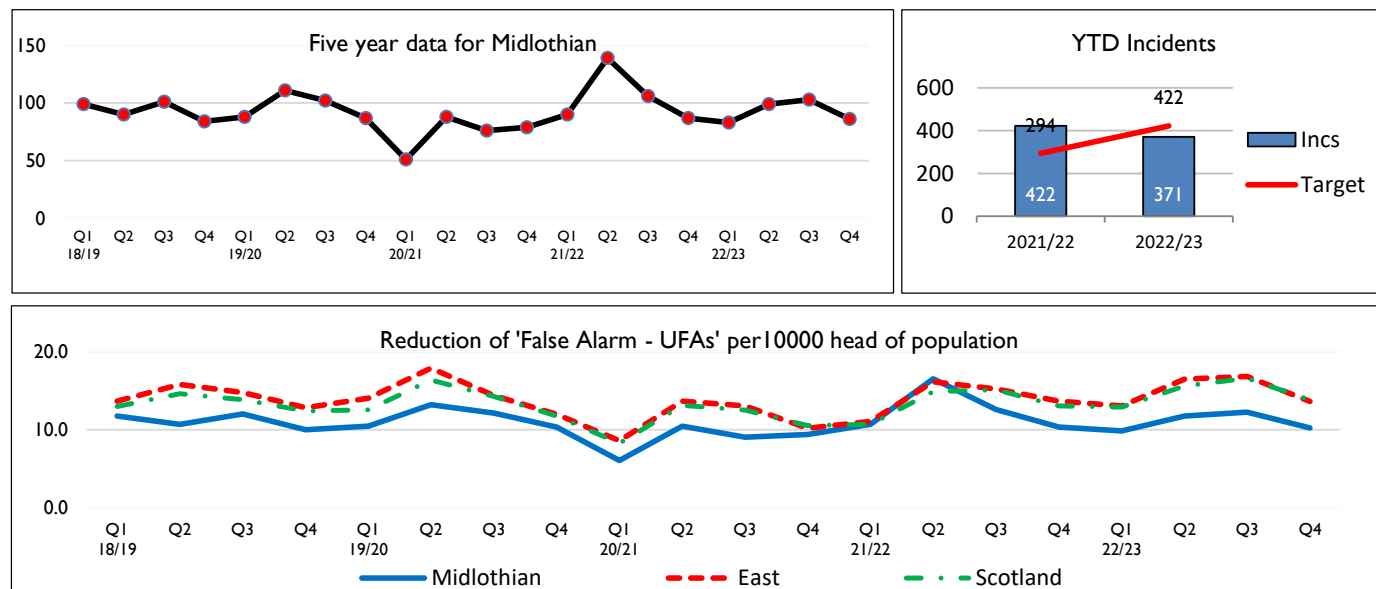 Five year data for Midlothian
150
100
50
0
Q1 Q2 Q3 Q4 Q1 Q2 Q3 Q4 Q1 Q2 Q3 Q4 Q1 Q2 Q3 Q4 Q1 Q2 Q3 Q4
18/19 19/20 20/21 21/22 22/23
YTD Incidents
600
400
200
0
294
422
422
371
2021/22 2022/23
Incs
Target
Reduction of 'False Alarm - UFAs' per10000 head of population
20.0
10.0
0.0
Q1 Q2 Q3 Q4 Q1 Q2 Q3 Q4 Q1 Q2 Q3 Q4 Q1 Q2 Q3 Q4 Q1 Q2 Q3 Q4
18/19 19/20 20/21 21/22 22/23
Midlothian East Scotland